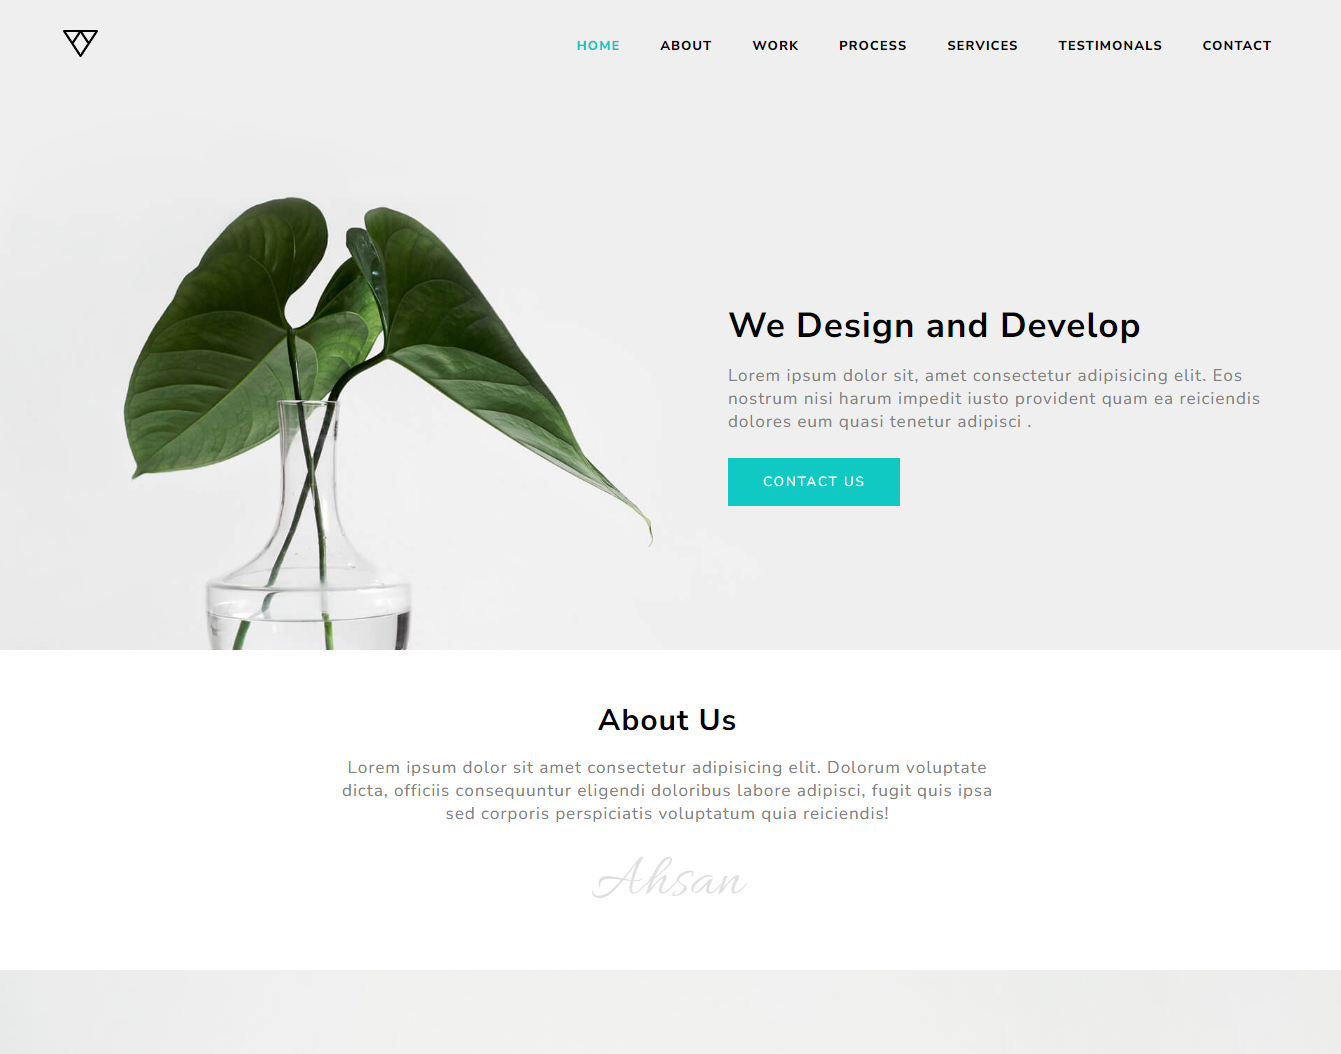 HOME ABOUT WORK PROCESS SERVICES TESTIMONALS CONTACT
We Design and Develop
Lorem ipsum dolor sit, amet consectetur adipisicing elit. Eos
nostrum nisi harum impedit iusto provident quam ea reiciendis
dolores eum quasi tenetur adipisci .
CONTACT US
About Us
Lorem ipsum dolor sit amet consectetur adipisicing elit. Dolorum voluptate
dicta, officiis consequuntur eligendi doloribus labore adipisci, fugit quis ipsa
sed corporis perspiciatis voluptatum quia reiciendis!
Ahsan